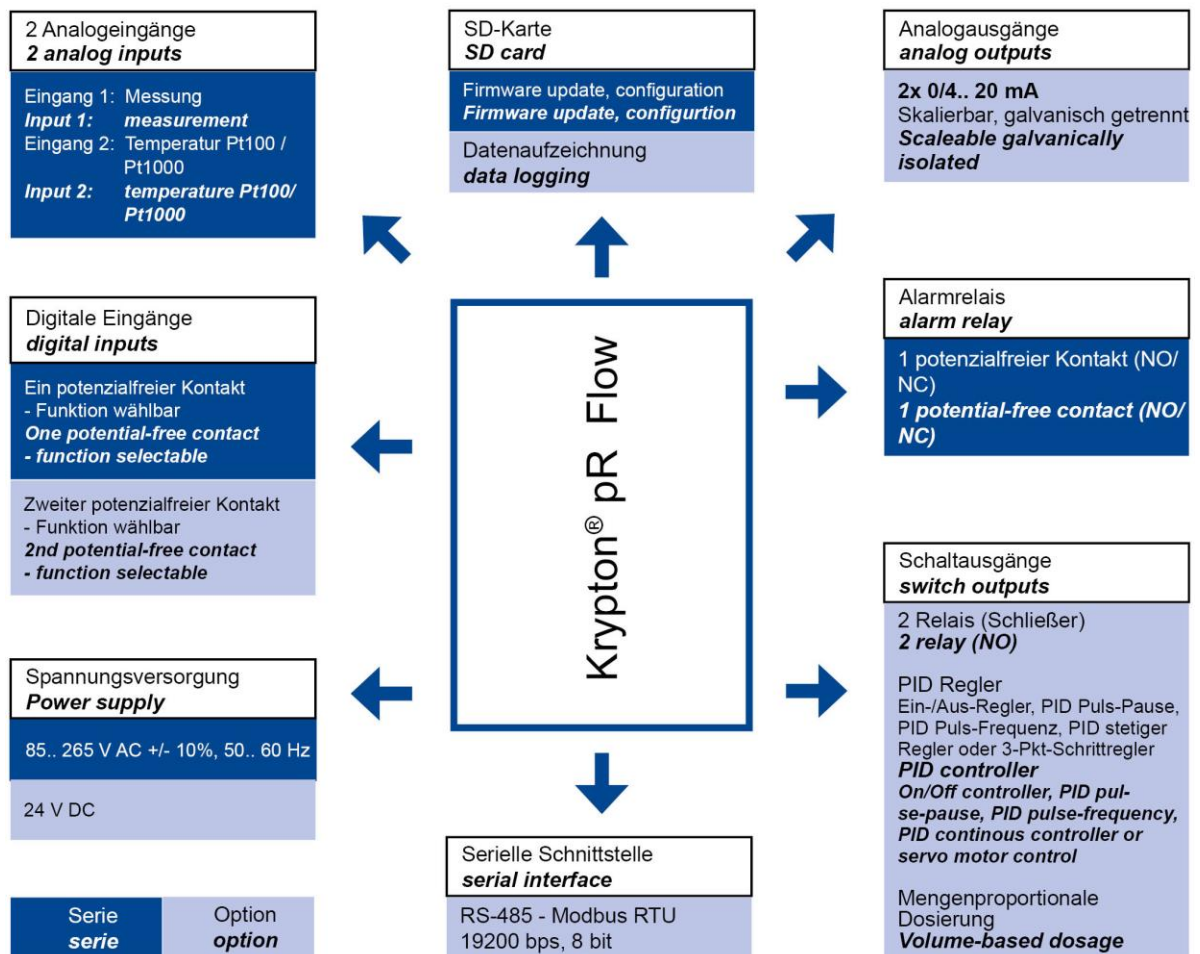 2 Analogeingänge
2 analog inputs
Eingang 1: Messung
Input 1: measurement
Eingang 2: Temperatur Pt100 /
Pt1000
Input 2: temperature Pt100/
Pt1000
SD-Karte
SD card
Firmware update, configuration
Firmware update, configurtion
Datenaufzeichnung
data logging
Analogausgänge
analog outputs
2x 0/4.. 20 mA
Skalierbar, galvanisch getrennt
Scaleable galvanically
isolated
Digitale Eingänge
digital inputs
Ein potenzialfreier Kontakt
- Funktion wählbar
One potential-free contact
- function selectable
Zweiter potenzialfreier Kontakt
- Funktion wählbar
2nd potential-free contact
- function selectable
Krypton® pR Flow
Alarmrelais
alarm relay
1 potenzialfreier Kontakt (NO/
NC)
1 potential-free contact (NO/
NC)
Spannungsversorgung
Power supply
85.. 265 V AC +/- 10%, 50.. 60 Hz
24 V DC
Schaltausgänge
switch outputs
2 Relais (Schließer)
2 relay (NO)
PID Regler
Ein-/Aus-Regler, PID Puls-Pause,
PID Puls-Frequenz, PID stetiger
Regler oder 3-Pkt-Schrittregler
PID controller
On/Off controller, PID pul-
se-pause, PID pulse-frequency,
PID continous controller or
servo motor control
Mengenproportionale
Dosierung
Volume-based dosage
Serie
serie
Option
option
Serielle Schnittstelle
serial interface
RS-485 - Modbus RTU
19200 bps, 8 bit